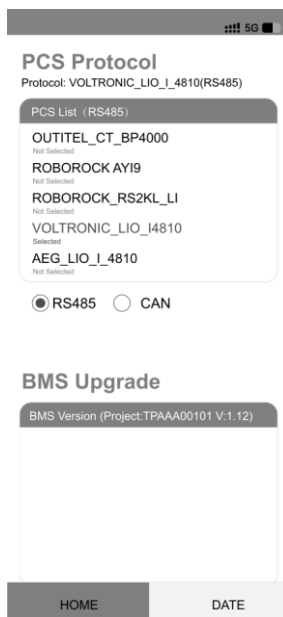 5G
PCS Protocol
Protocol: VOLTRONIC_LIO_I_4810(RS485)
PCS List（RS485）
OUTITEL_CT_BP4000
Not Selected
ROBOROCK AYI9
Not Selected
ROBOROCK_RS2KL_LI
Not Selected
VOLTRONIC_LIO_I4810
Selected
AEG_LIO_I_4810
Not Selected
RS485 CAN
BMS Upgrade
BMS Version (Project:TPAAA00101 V:1.12)
HOME DATE